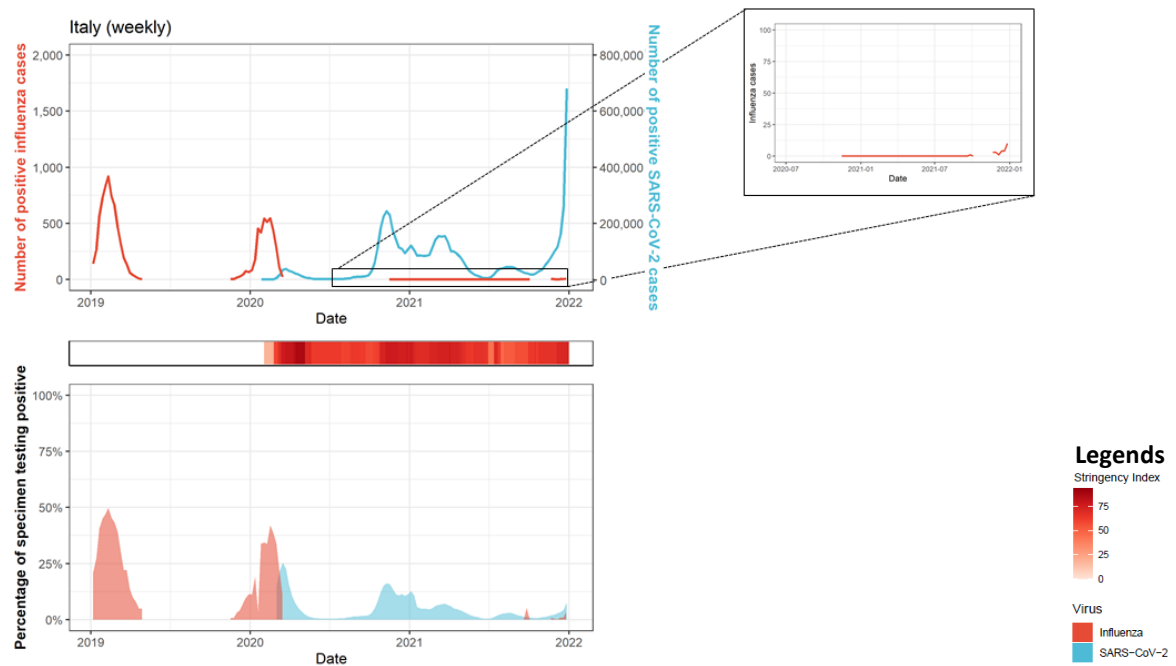 Italy (weekly)
Number of positive influenza cases
2,000
1,500
1,000
500
0
800,000
600,000
400,000
200,000
0
Number of positive SARS−CoV−2 cases
2019
2020
2021
2022
Date
Influenza cases
100
75
50
25
0
2020-07
2021-01
2021-07
2022-01
Date
Percentage of specimen testing positive
100%
75%
50%
25%
0%
2019
2020
2021
2022
Date
Legends
Stringency Index
75
50
25
0
Virus
Influenza
SARS−CoV−2